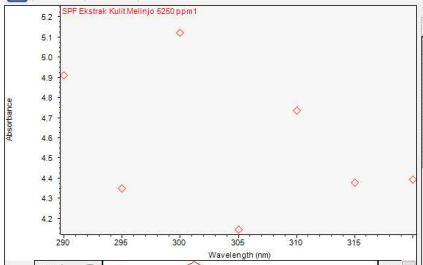 SPF Ekstrak Kulit Melinjo 5250 ppm1
5.2
5.1
5.0
4.9
4.8
4.7
4.6
4.5
4.4
4.3
4.2
Absorbance
290 295 300 305 310 315
Wavelength (nm)